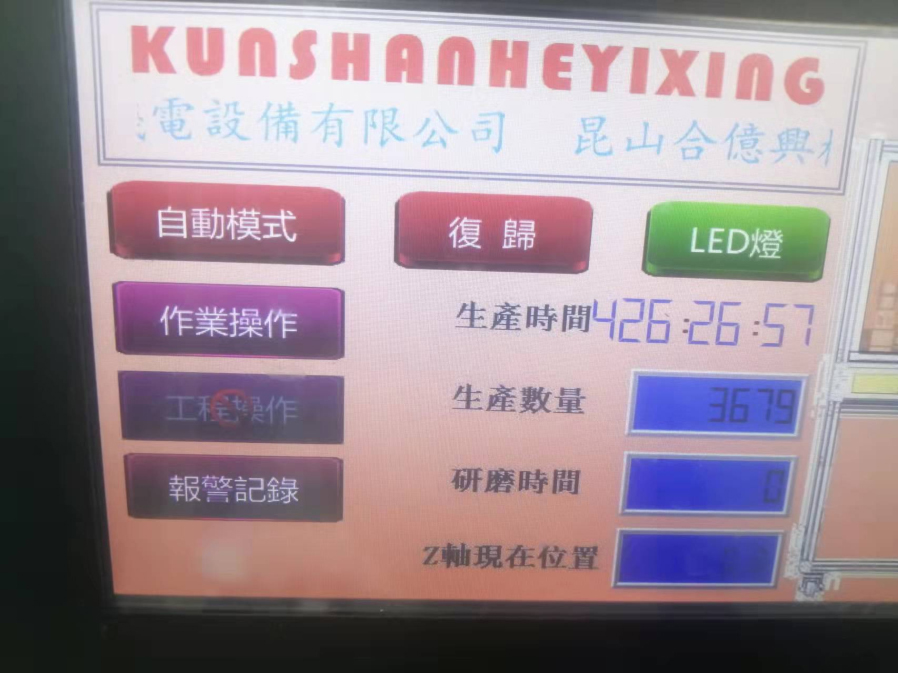 KUNSHANHEYIXING
電設備有限公司 昆山合億興
自動模式 復歸 LED燈
作業操作 生產時間 426:26:57
工程操作 生產數量 3679
報警記錄 研磨時間 0
Z軸現在位置